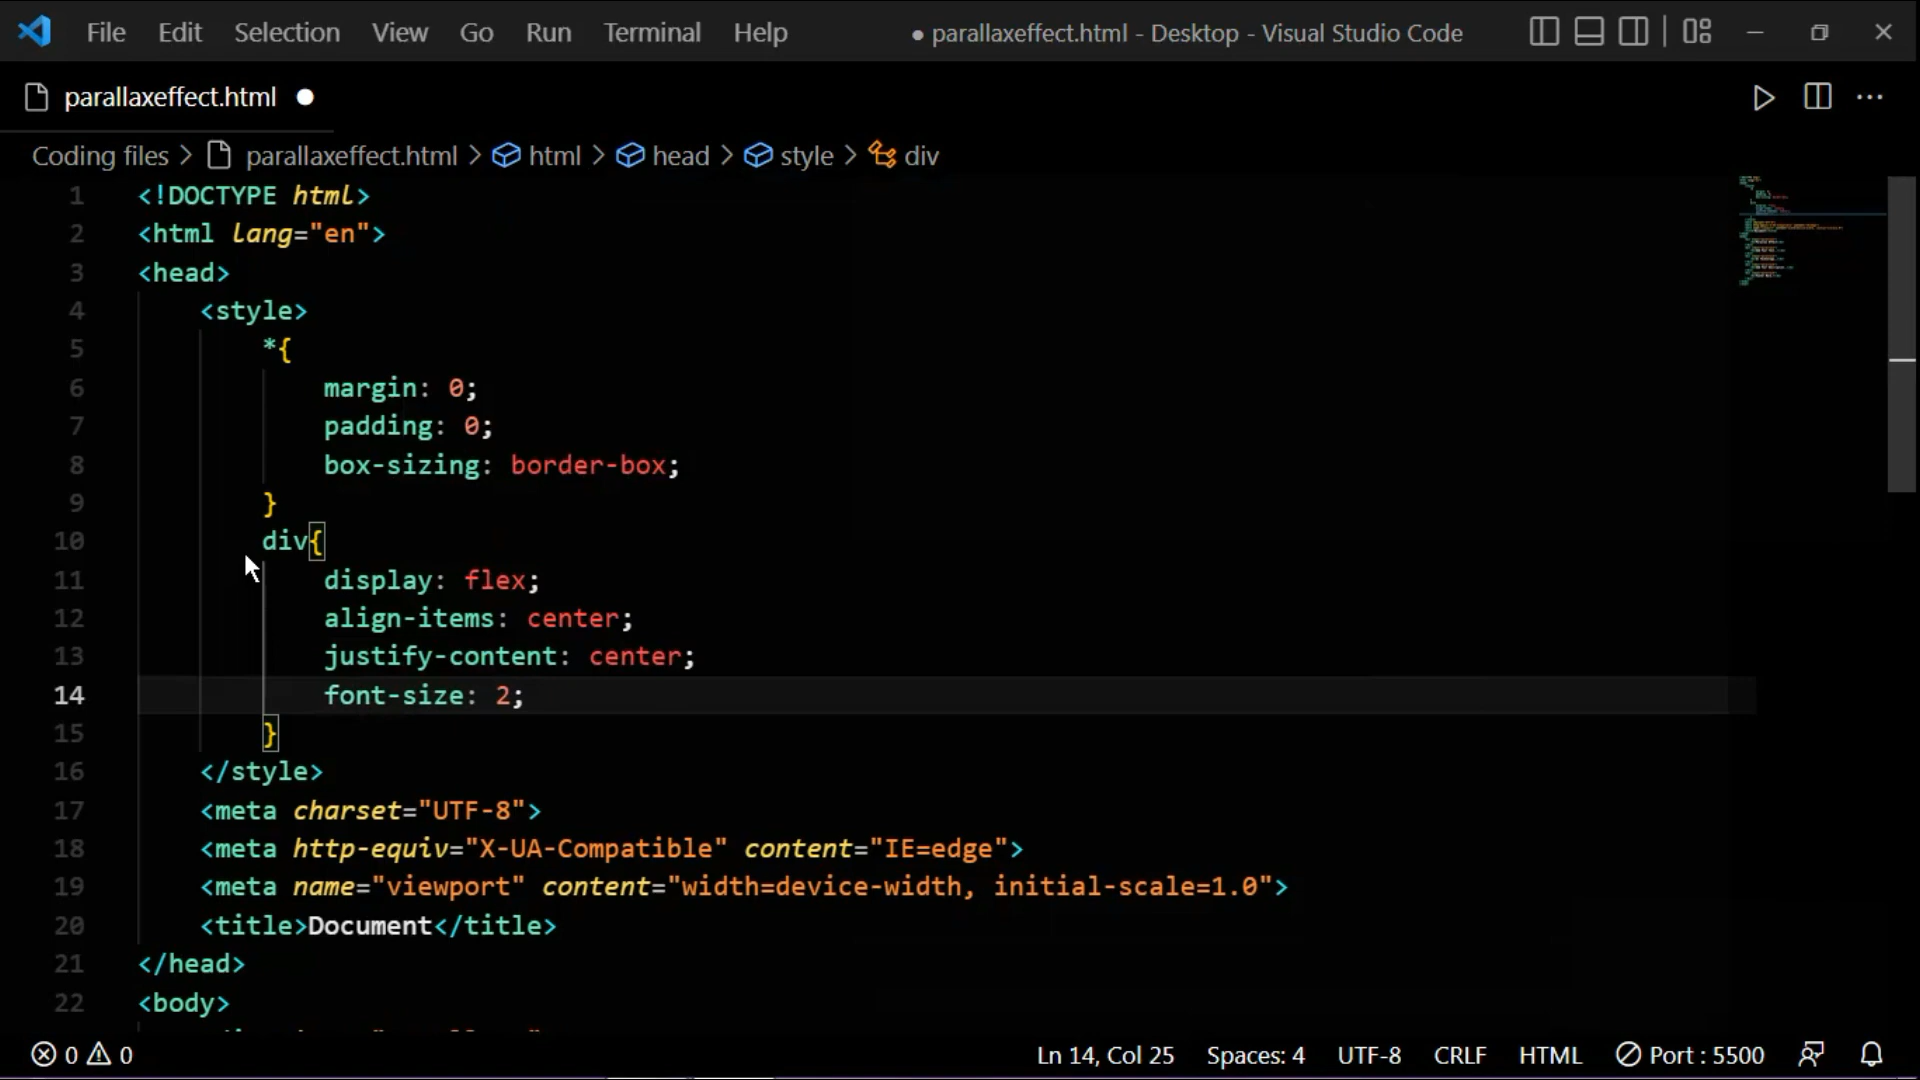 File Edit Selection View Go Run Terminal Help ● parallaxeffect.html - Desktop - Visual Studio Code
parallaxeffect.html ●
Coding files > parallaxeffect.html > html > head > style > div
1 <!DOCTYPE html>
2 <html lang="en">
3 <head>
4 <style>
5 *{
6 margin: 0;
7 padding: 0;
8 box-sizing: border-box;
9 }
10 div{
11 display: flex;
12 align-items: center;
13 justify-content: center;
14 font-size: 2;
15 }
16 </style>
17 <meta charset="UTF-8">
18 <meta http-equiv="X-UA-Compatible" content="IE=edge">
19 <meta name="viewport" content="width=device-width, initial-scale=1.0">
20 <title>Document</title>
21 </head>
22 <body>
0 0 Ln 14, Col 25 Spaces: 4 UTF-8 CRLF HTML Port : 5500